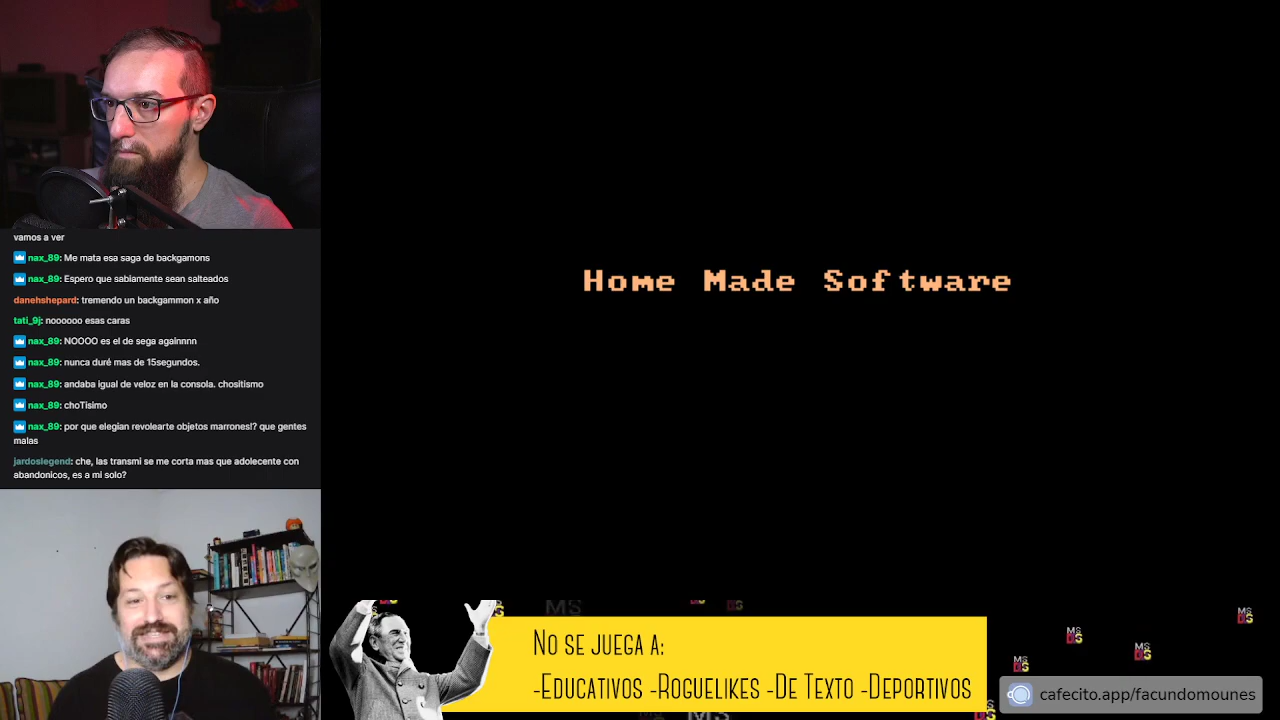 vamos a ver
nax_89: Me mata esa saga de backgamons
nax_89: Espero que sabiamente sean salteados
danehshepard: tremendo un backgammon x año
tati_9j: noooooo esas caras
nax_89: NOOOO es el de sega againnnn
nax_89: nunca duré mas de 15segundos.
nax_89: andaba igual de veloz en la consola. chositismo
nax_89: choTisimo
nax_89: por que elegian revolearte objetos marrones!? que gentes
malas
jardoslegend: che, las transmi se me corta mas que adolecente con
abandonicos, es a mi solo?
Home Made Software
No se juega a:
-Educativos -Roguelikes -De Texto -Deportivos
cafecito.app/facundomounes
MS
MS